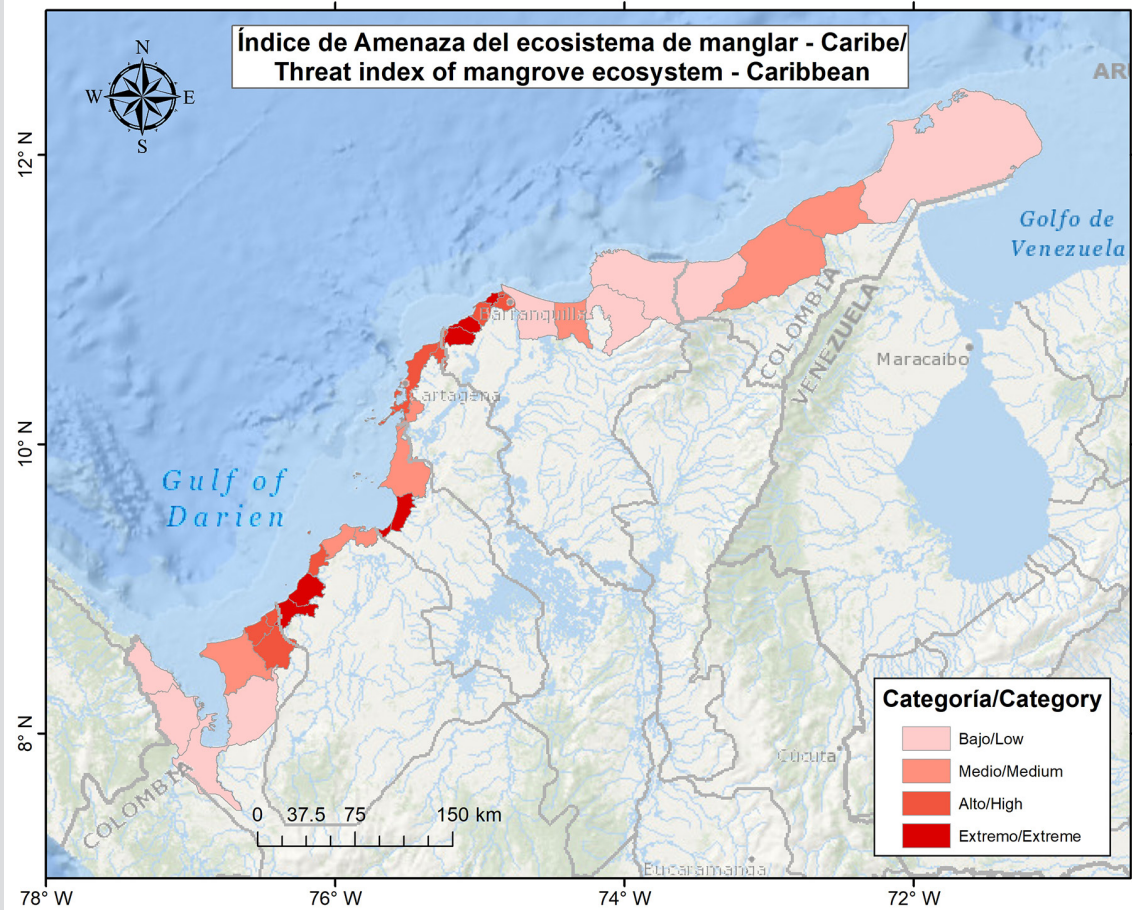 Índice de Amenaza del ecosistema de manglar - Caribe/
Threat index of mangrove ecosystem - Caribbean
N
W
E
S
12° N
10° N
8° N
Golfo de
Venezuela
Barranquilla
COLOMBIA
VENEZUELA
Maracaibo
Cartagena
Gulf of
Darien
Cúcuta
COLOMBIA
Bucaramanga
0 37.5 75 150 km
Categoría/Category
Bajo/Low
Medio/Medium
Alto/High
Extremo/Extreme
78° W
76° W
74° W
72° W